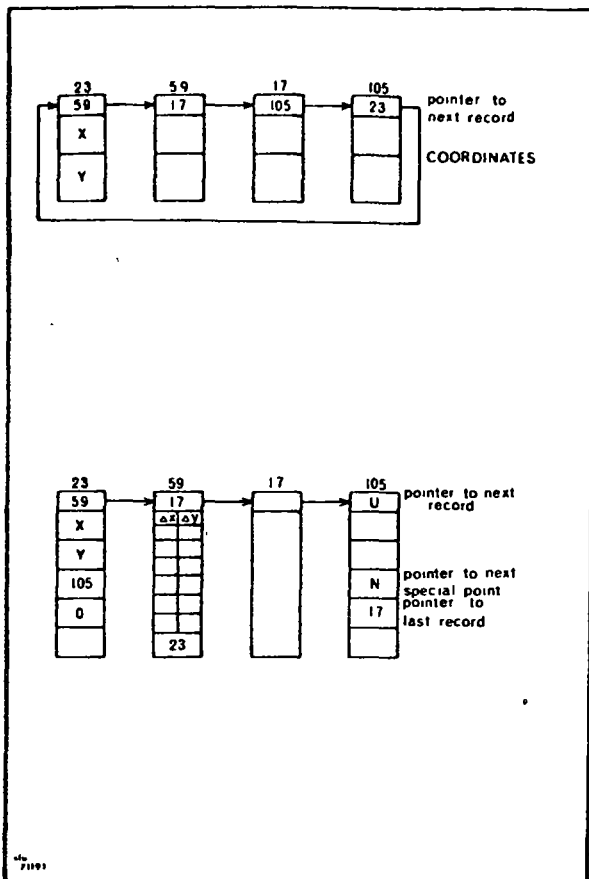 23 59 17 105
59 17 105 23 pointer to
next record
X
COORDINATES
Y
23 59 17 105
59 17 U pointer to next
record
X Δx Δy
Y
105 N pointer to next
special point
0 17 pointer to
last record
23